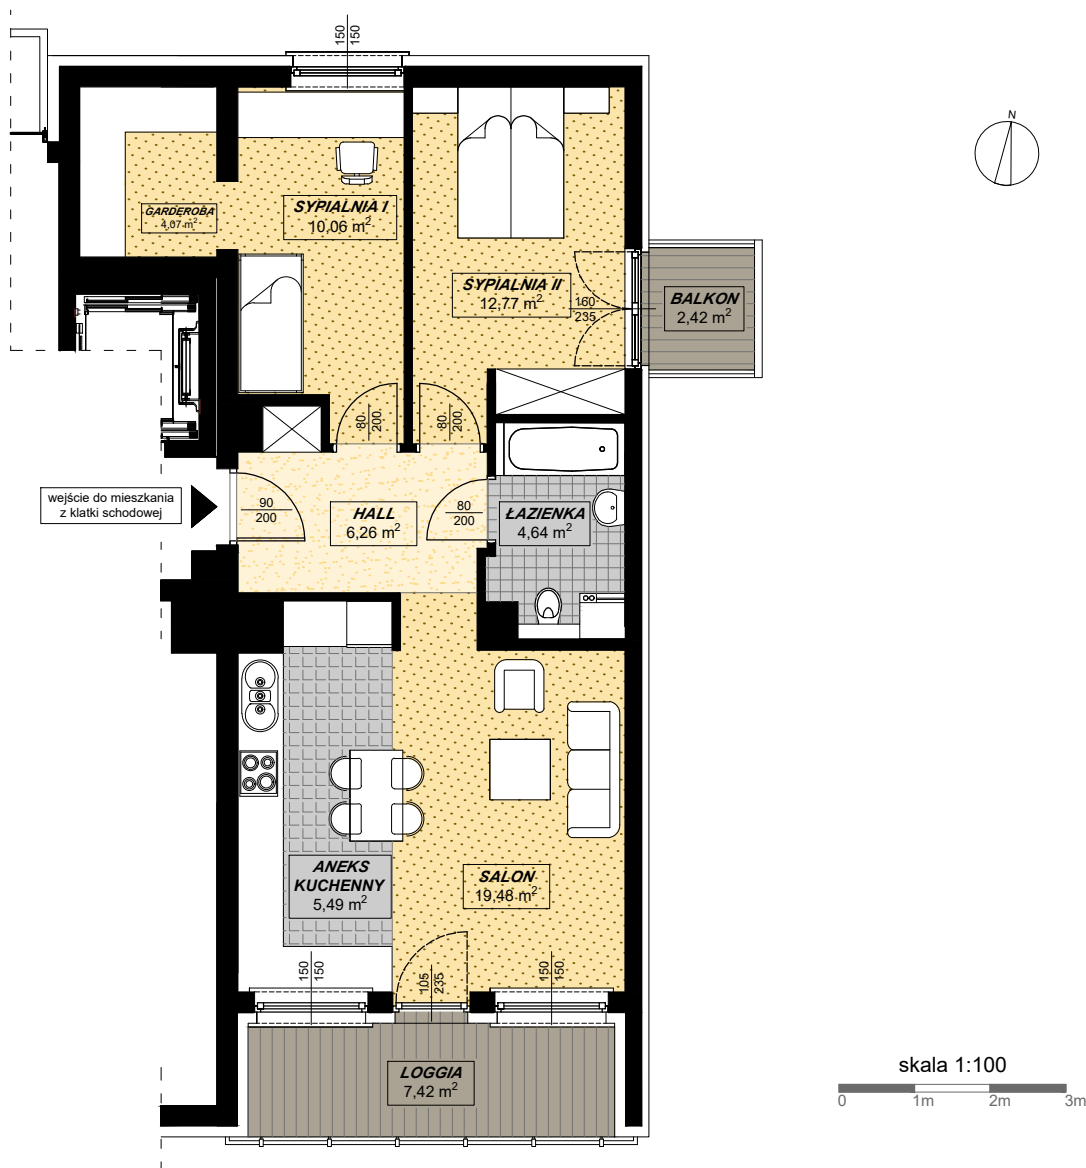 150
150
N
GARDEROBA
4,07 m²
SYPIALNIA I
10,06 m²
SYPIALNIA II
12,77 m²
160
235
BALKON
2,42 m²
80
200
80
200
wejście do mieszkania
z klatki schodowej
90
200
HALL
6,26 m²
80
200
ŁAZIENKA
4,64 m²
ANEKS
KUCHENNY
5,49 m²
SALON
19,48 m²
150
150
105
235
150
150
LOGGIA
7,42 m²
skala 1:100
0 1m 2m 3m